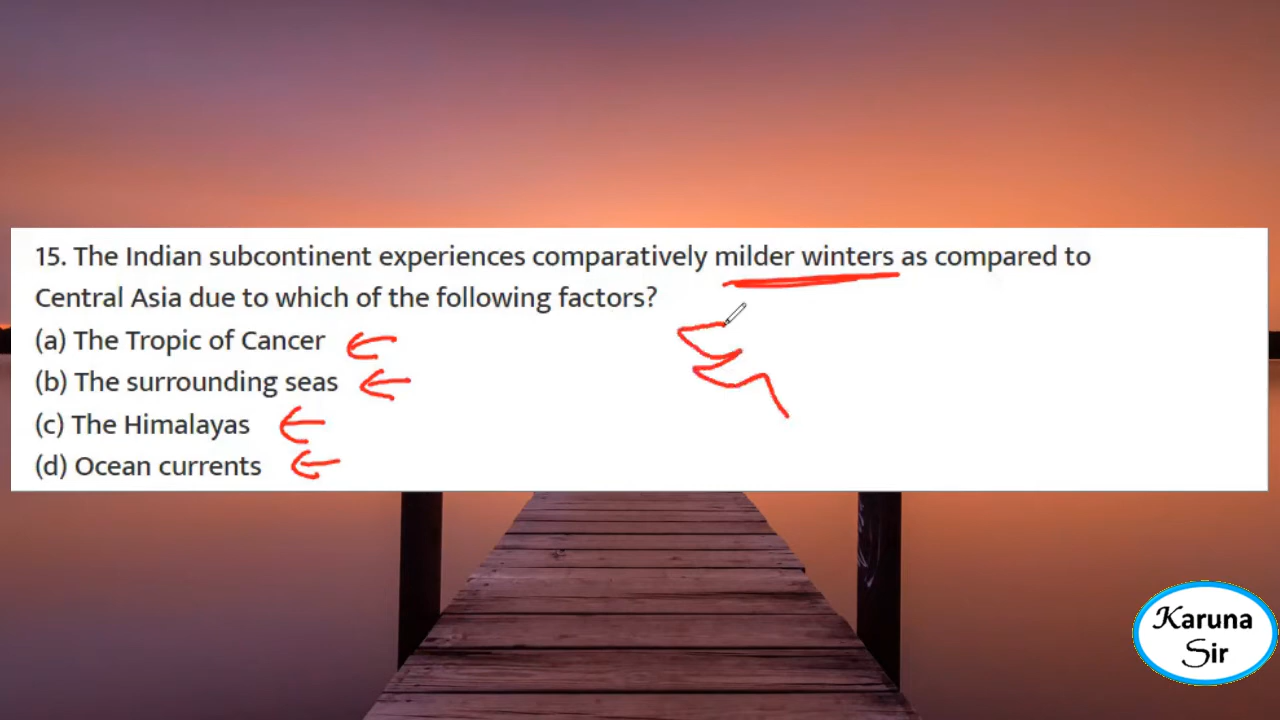 15. The Indian subcontinent experiences comparatively milder winters as compared to
Central Asia due to which of the following factors?
(a) The Tropic of Cancer
(b) The surrounding seas
(c) The Himalayas
(d) Ocean currents
Karuna
Sir